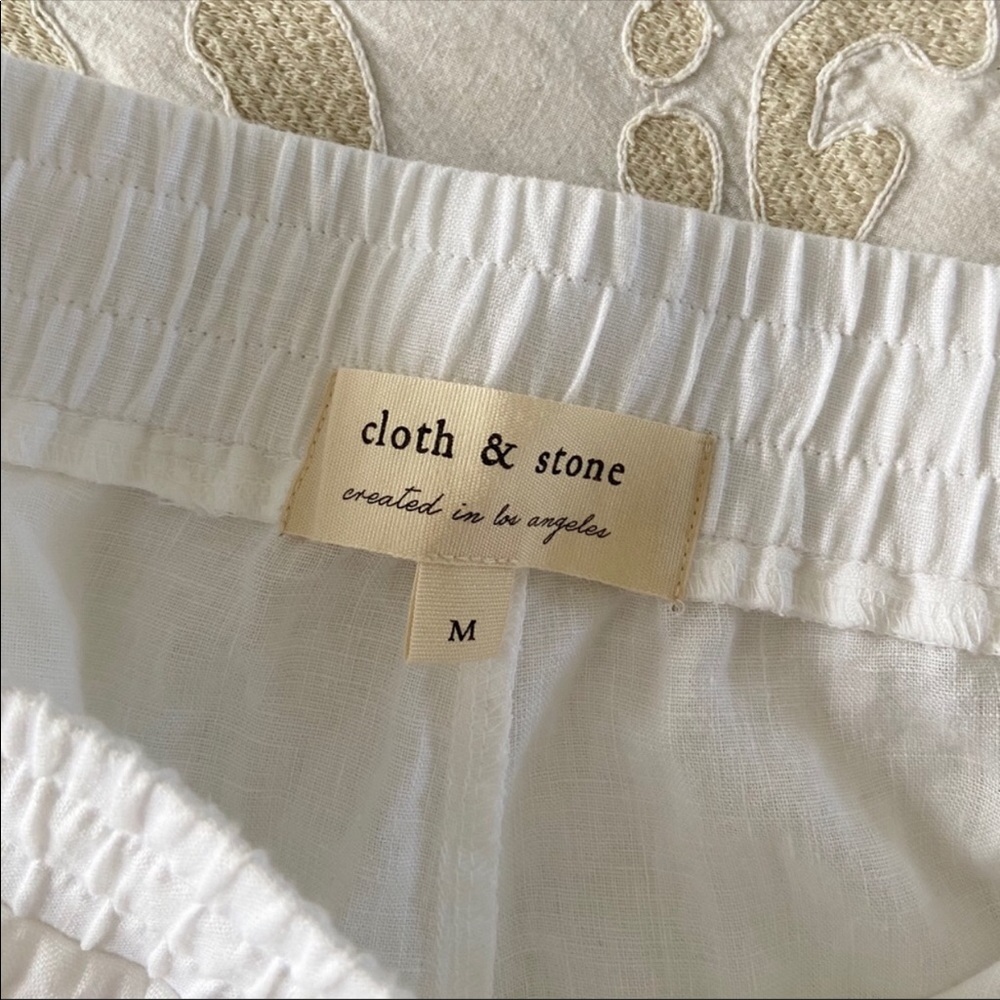 cloth & stone
created in los angeles
M